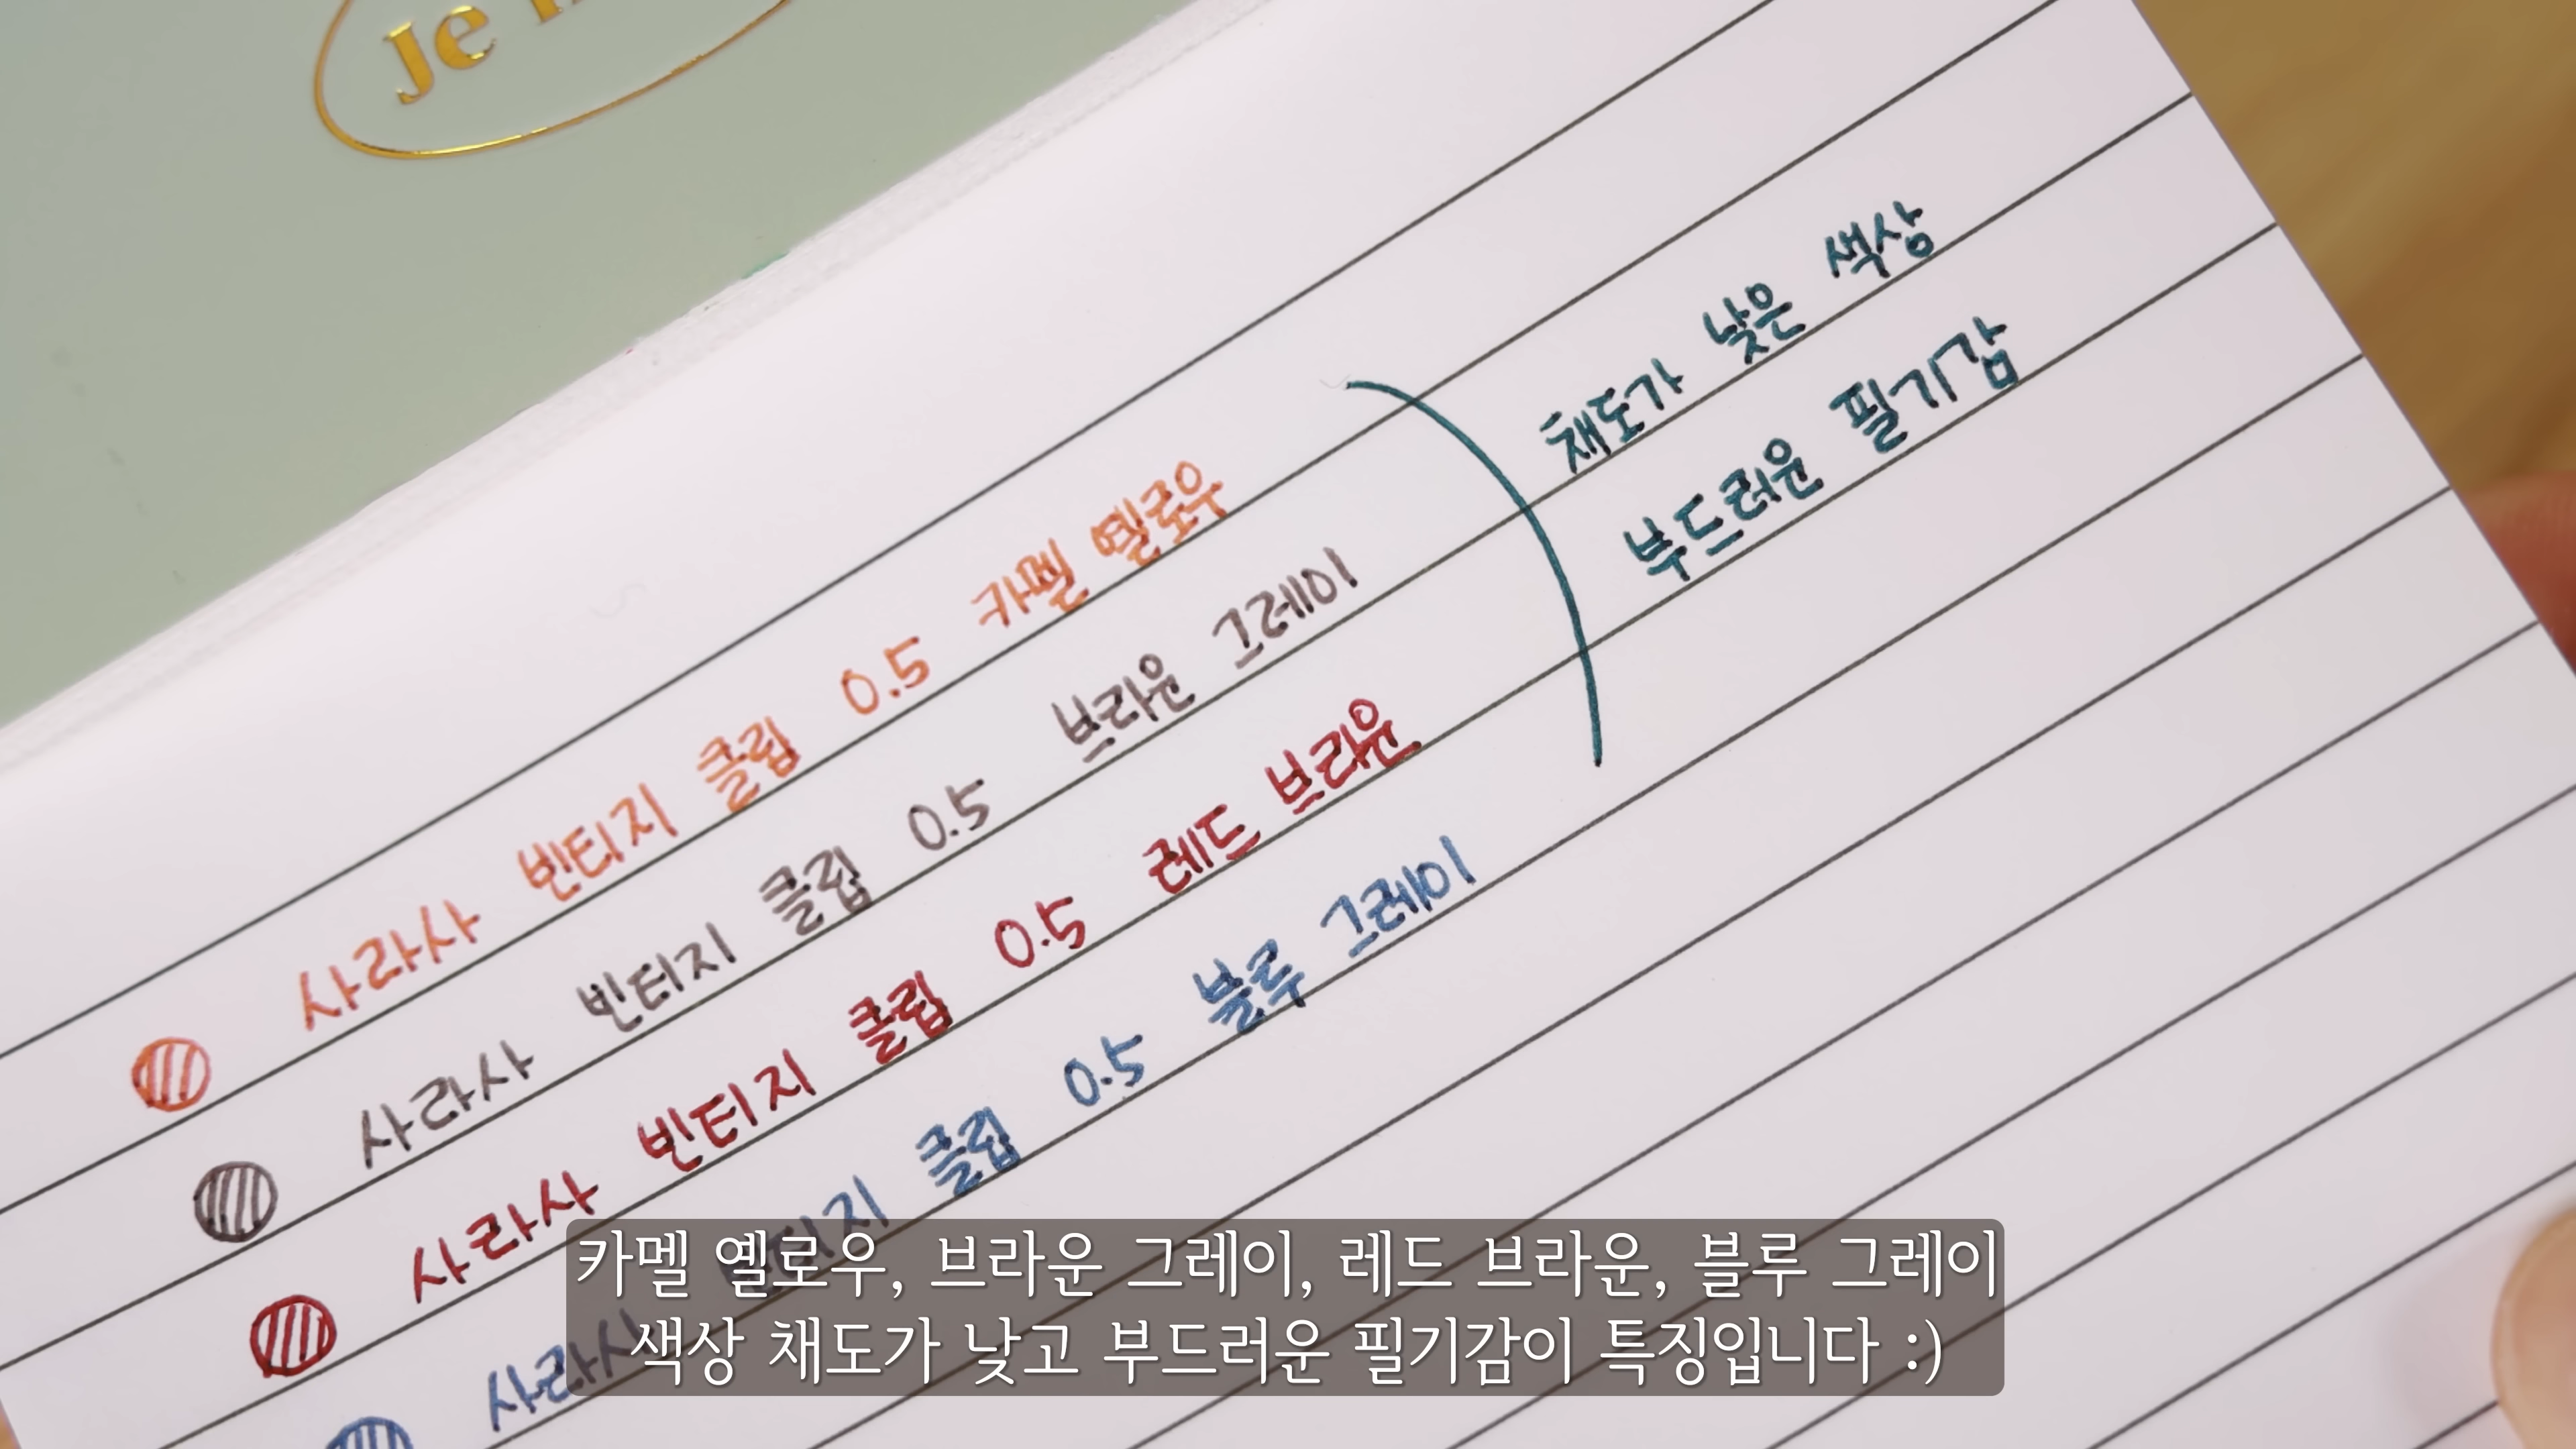 Je
채도가 낮은 색상
부드러운 필기감
사라사 빈티지 클립 0.5 카멜 옐로우
사라사 빈티지 클립 0.5 브라운 그레이
사라사 빈티지 클립 0.5 레드 브라운
사라사 빈티지 클립 0.5 블루 그레이
카멜 옐로우, 브라운 그레이, 레드 브라운, 블루 그레이
색상 채도가 낮고 부드러운 필기감이 특징입니다 :)